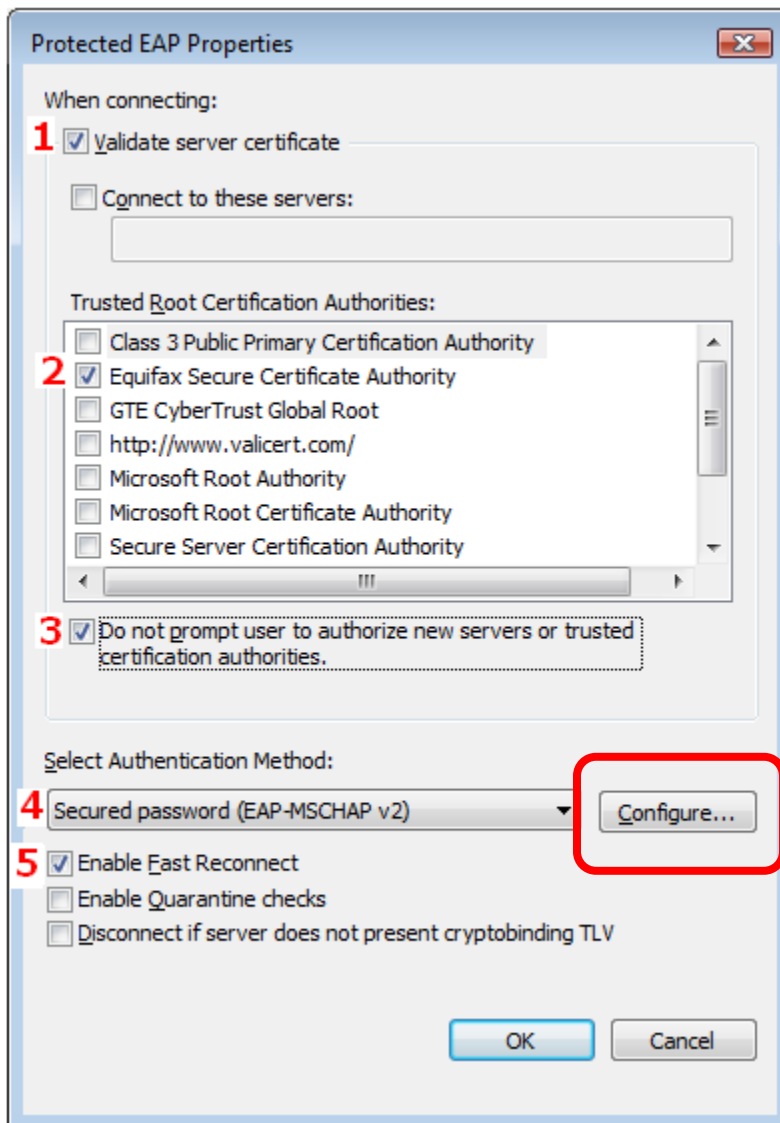 Protected EAP Properties
When connecting:
1 Validate server certificate
Connect to these servers:
Trusted Root Certification Authorities:
Class 3 Public Primary Certification Authority
2 Equifax Secure Certificate Authority
GTE CyberTrust Global Root
http://www.valicert.com/
Microsoft Root Authority
Microsoft Root Certificate Authority
Secure Server Certification Authority
3 Do not prompt user to authorize new servers or trusted
certification authorities.
Select Authentication Method:
4 Secured password (EAP-MSCHAP v2) Configure...
5 Enable Fast Reconnect
Enable Quarantine checks
Disconnect if server does not present cryptobinding TLV
OK Cancel